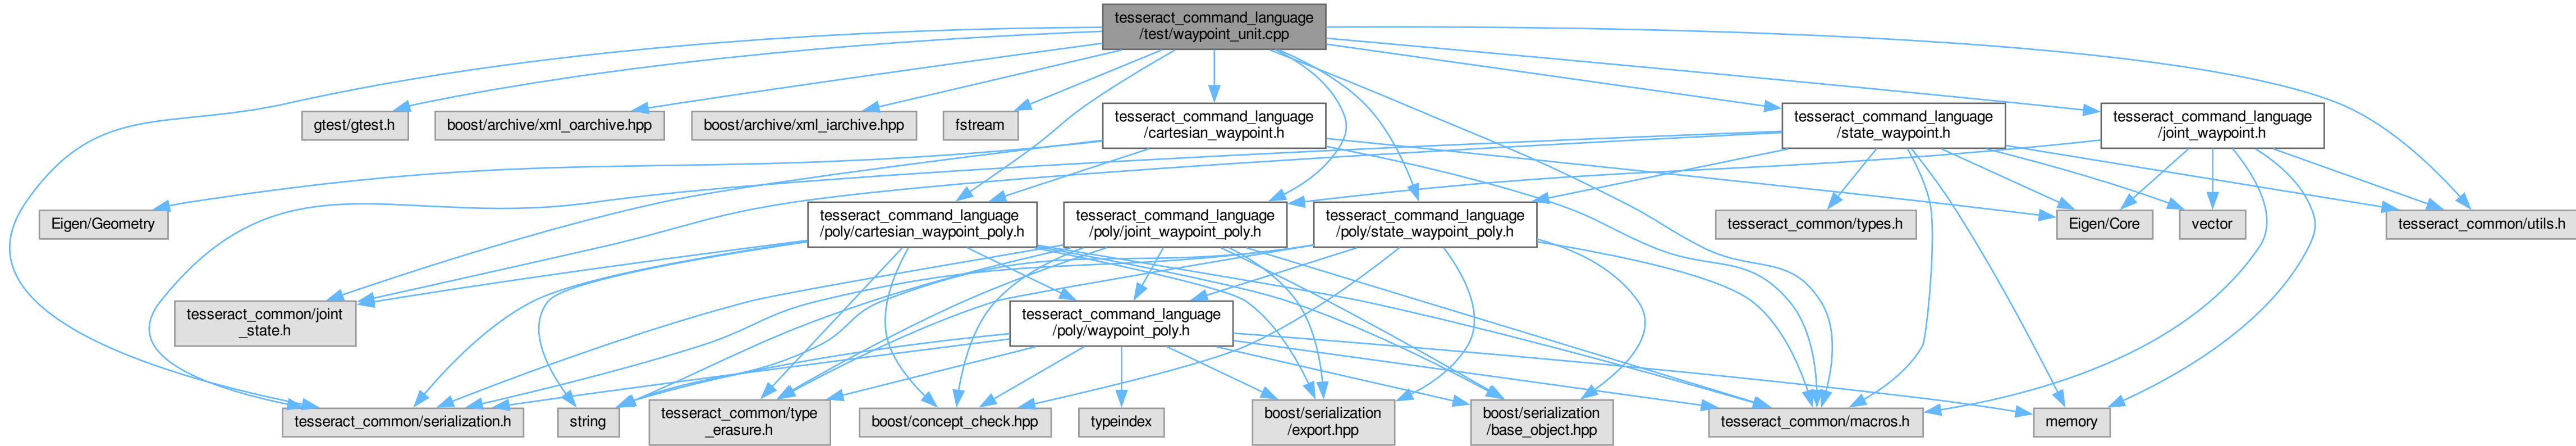 tesseract_command_language
/test/waypoint_unit.cpp
gtest/gtest.h
boost/archive/xml_oarchive.hpp
boost/archive/xml_iarchive.hpp
fstream
tesseract_command_language
/cartesian_waypoint.h
tesseract_command_language
/state_waypoint.h
tesseract_command_language
/joint_waypoint.h
Eigen/Geometry
tesseract_command_language
/poly/cartesian_waypoint_poly.h
tesseract_command_language
/poly/joint_waypoint_poly.h
tesseract_command_language
/poly/state_waypoint_poly.h
tesseract_common/types.h
Eigen/Core
vector
tesseract_common/utils.h
tesseract_common/joint
_state.h
tesseract_command_language
/poly/waypoint_poly.h
tesseract_common/serialization.h
string
tesseract_common/type
_erasure.h
boost/concept_check.hpp
typeindex
boost/serialization
/export.hpp
boost/serialization
/base_object.hpp
tesseract_common/macros.h
memory